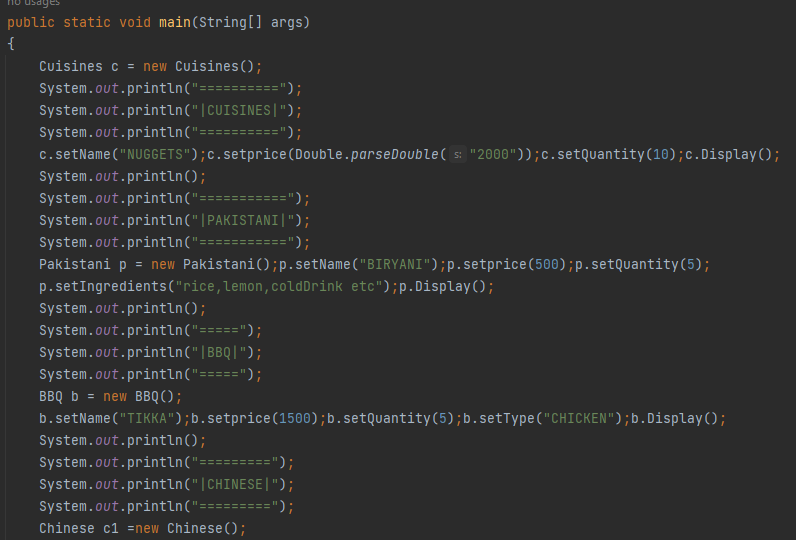 no usages
public static void main(String[] args)
{
Cuisines c = new Cuisines();
System.out.println("==========");
System.out.println("|CUISINES|");
System.out.println("==========");
c.setName("NUGGETS");c.setprice(Double.parseDouble( s: "2000"));c.setQuantity(10);c.Display();
System.out.println();
System.out.println("===========");
System.out.println("|PAKISTANI|");
System.out.println("===========");
Pakistani p = new Pakistani();p.setName("BIRYANI");p.setprice(500);p.setQuantity(5);
p.setIngredients("rice,lemon,coldDrink etc");p.Display();
System.out.println();
System.out.println("=====");
System.out.println("|BBQ|");
System.out.println("=====");
BBQ b = new BBQ();
b.setName("TIKKA");b.setprice(1500);b.setQuantity(5);b.setType("CHICKEN");b.Display();
System.out.println();
System.out.println("=========");
System.out.println("|CHINESE|");
System.out.println("=========");
Chinese c1 =new Chinese();